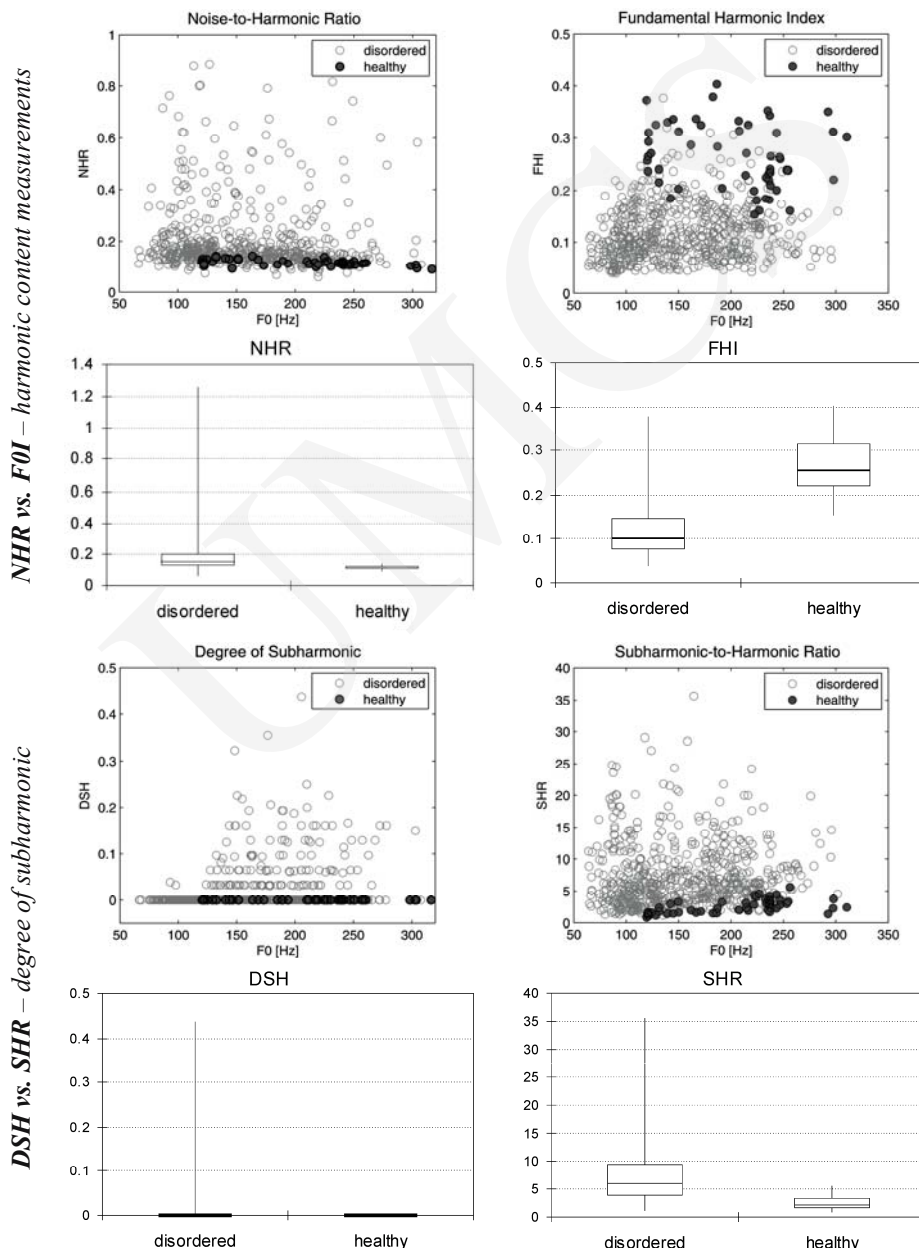 NHR vs. F0I – harmonic content measurements
Noise-to-Harmonic Ratio
disordered
healthy
NHR
1
0.8
0.6
0.4
0.2
0
50 100 150 200 250 300
F0 [Hz]
Fundamental Harmonic Index
disordered
healthy
FHI
0.5
0.4
0.3
0.2
0.1
0
50 100 150 200 250 300 350
F0 [Hz]
NHR
1.4
1.2
1
0.8
0.6
0.4
0.2
0
disordered healthy
FHI
0.5
0.4
0.3
0.2
0.1
0
disordered healthy
DSH vs. SHR – degree of subharmonic
Degree of Subharmonic
disordered
healthy
DSH
0.5
0.4
0.3
0.2
0.1
0
50 100 150 200 250 300
F0 [Hz]
Subharmonic-to-Harmonic Ratio
disordered
healthy
SHR
40
35
30
25
20
15
10
5
0
50 100 150 200 250 300 350
F0 [Hz]
DSH
0.5
0.4
0.3
0.2
0.1
0
disordered healthy
SHR
40
35
30
25
20
15
10
5
0
disordered healthy
UMCS